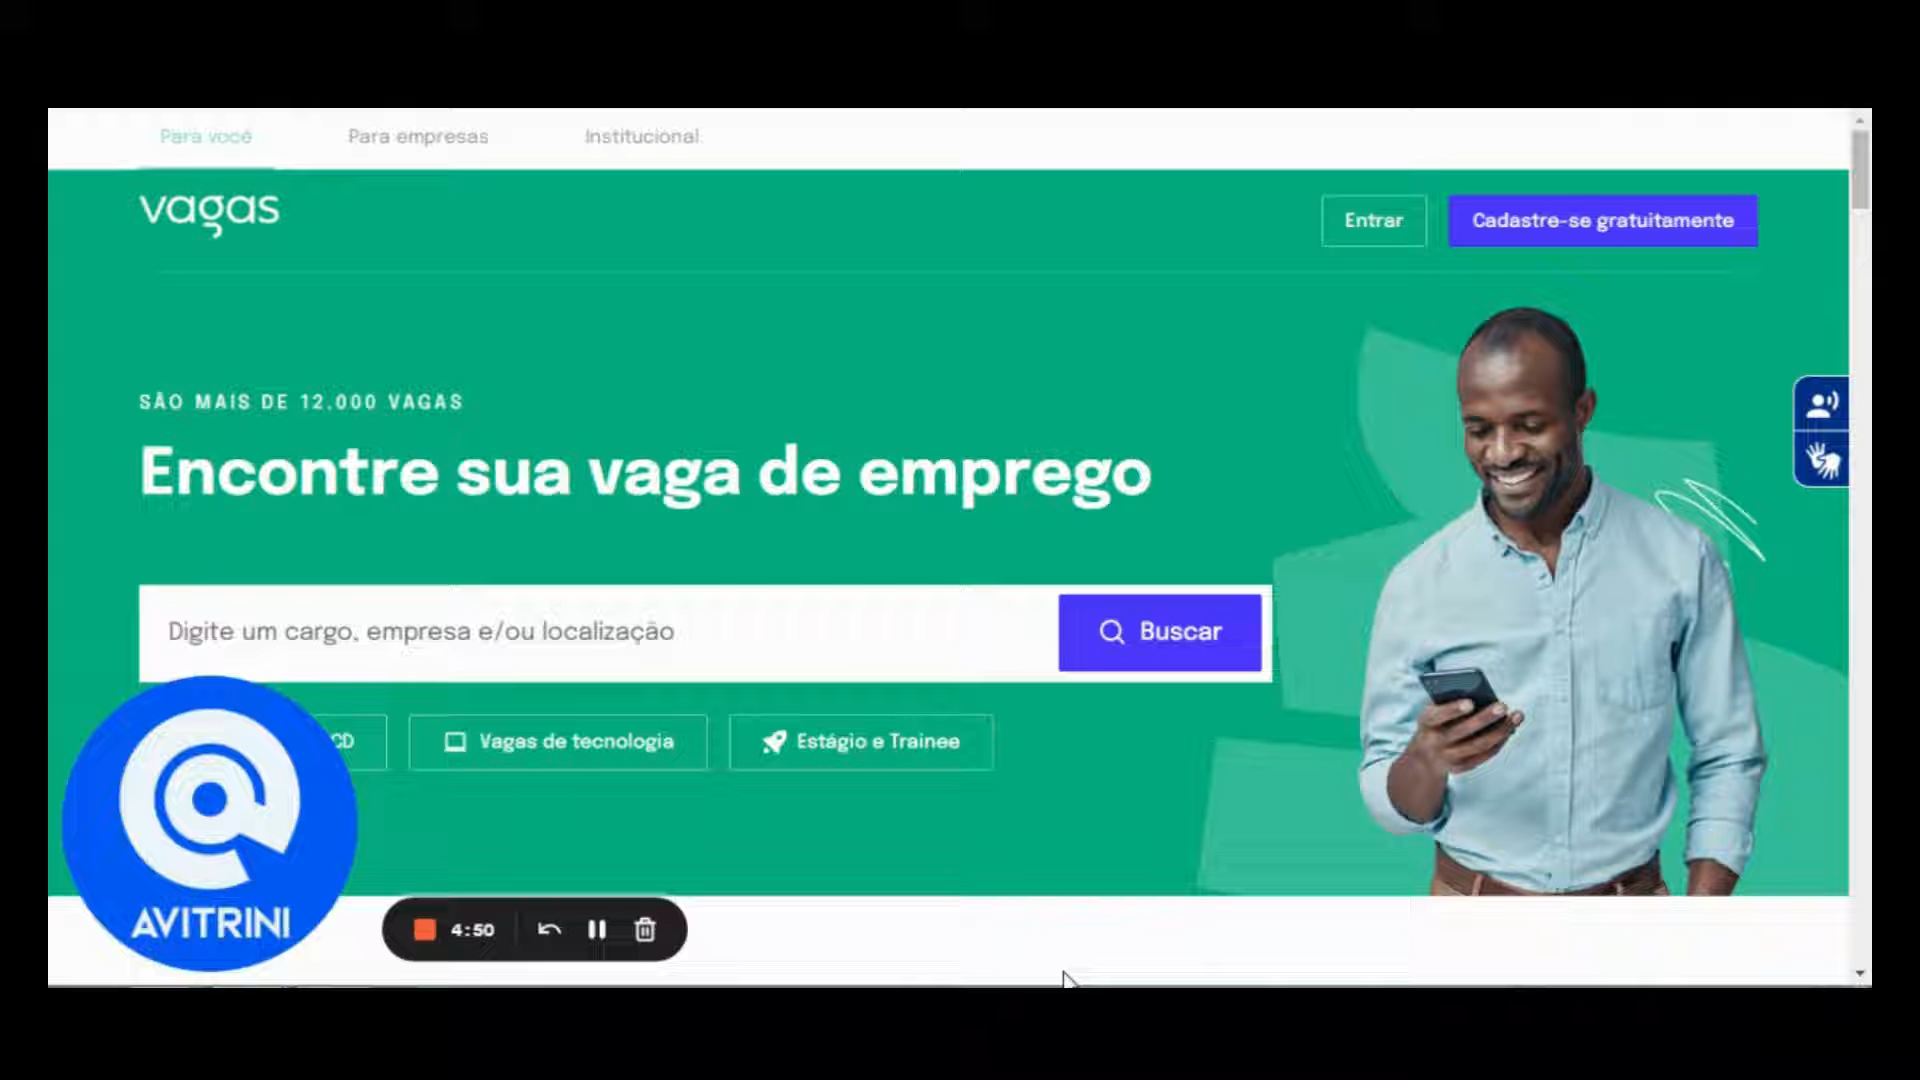 Para você
Para empresas
Institucional
vagas
Entrar
Cadastre-se gratuitamente
SÃO MAIS DE 12.000 VAGAS
Encontre sua vaga de emprego
Digite um cargo, empresa e/ou localização
Buscar
CD
Vagas de tecnologia
Estágio e Trainee
AVITRINI
4:50